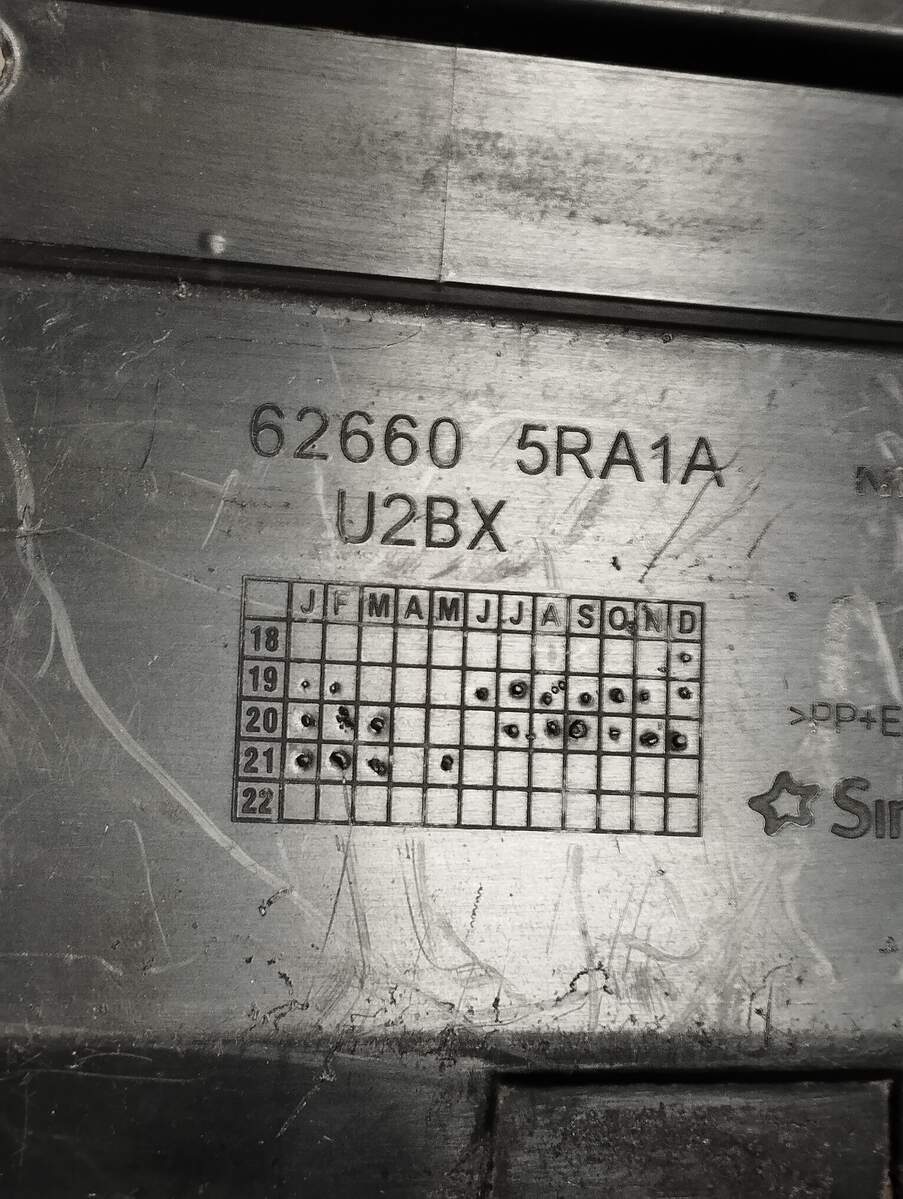 62660 5RA1A
U2BX
J F M A M J J A S O N D
18
19
20
21
22
>PP+E